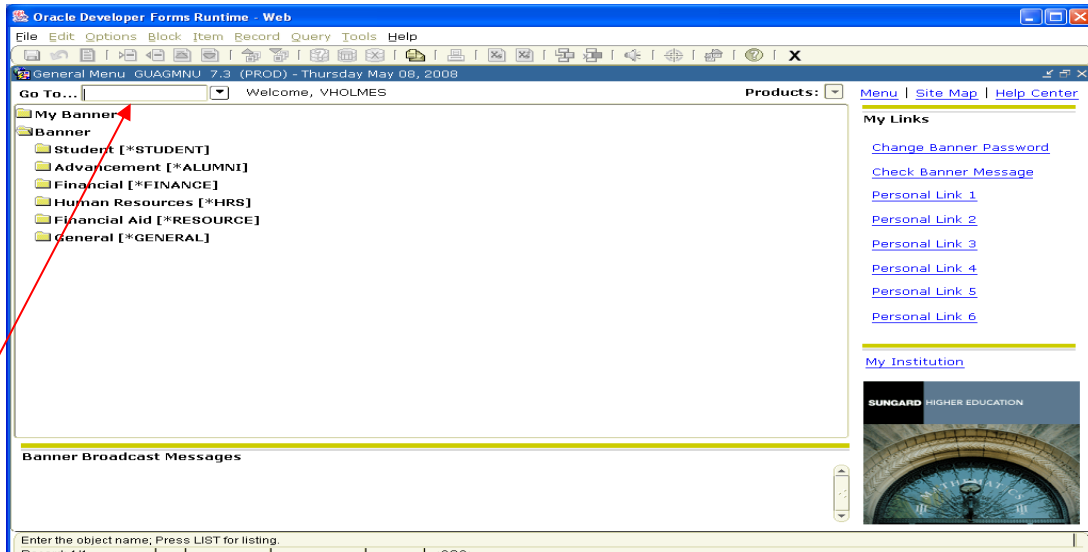 Oracle Developer Forms Runtime - Web
File Edit Options Block Item Record Query Tools Help
General Menu GUAGMNU 7.3 (PROD) - Thursday May 08, 2008
Go To... Welcome, VHOLMES Products: Menu | Site Map | Help Center
My Banner
Banner
Student [*STUDENT]
Advancement [*ALUMNI]
Financial [*FINANCE]
Human Resources [*HRS]
Financial Aid [*RESOURCE]
General [*GENERAL]
My Links
Change Banner Password
Check Banner Message
Personal Link 1
Personal Link 2
Personal Link 3
Personal Link 4
Personal Link 5
Personal Link 6
My Institution
SUNGARD HIGHER EDUCATION
Banner Broadcast Messages
Enter the object name; Press LIST for listing.